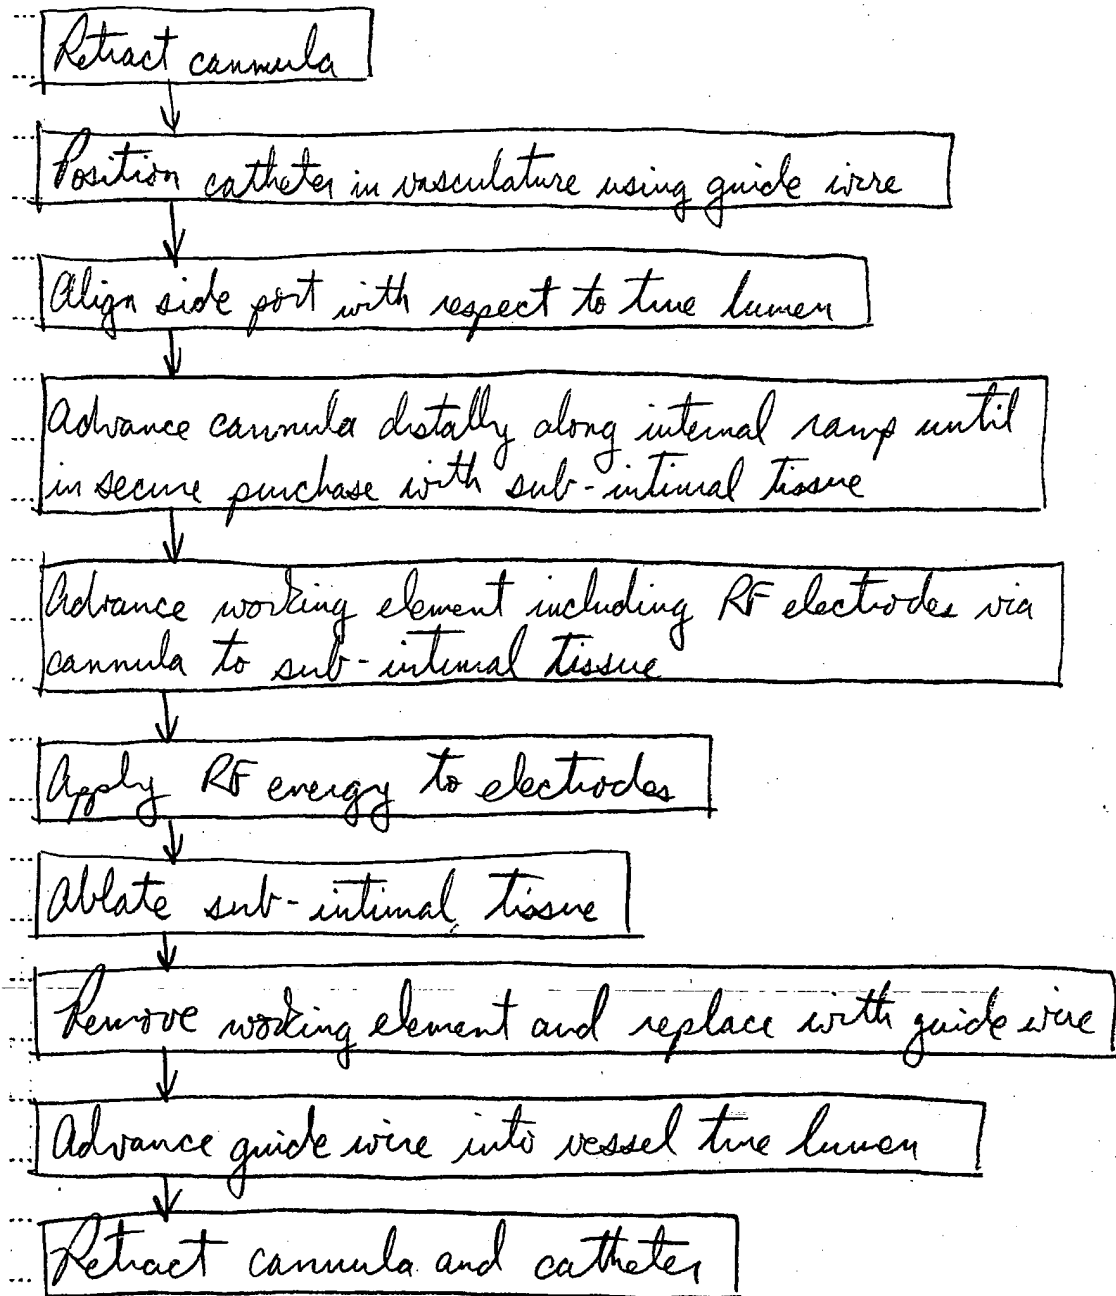 Retract cannula
Position catheter in vasculature using guide wire
Align side port with respect to true lumen
Advance cannula distally along internal ramp until
in secure purchase with sub-intimal tissue
Advance working element including RF electrodes via
cannula to sub-intimal tissue
Apply RF energy to electrodes
Ablate sub-intimal tissue
Remove working element and replace with guide wire
Advance guide wire into vessel true lumen
Retract cannula and catheter